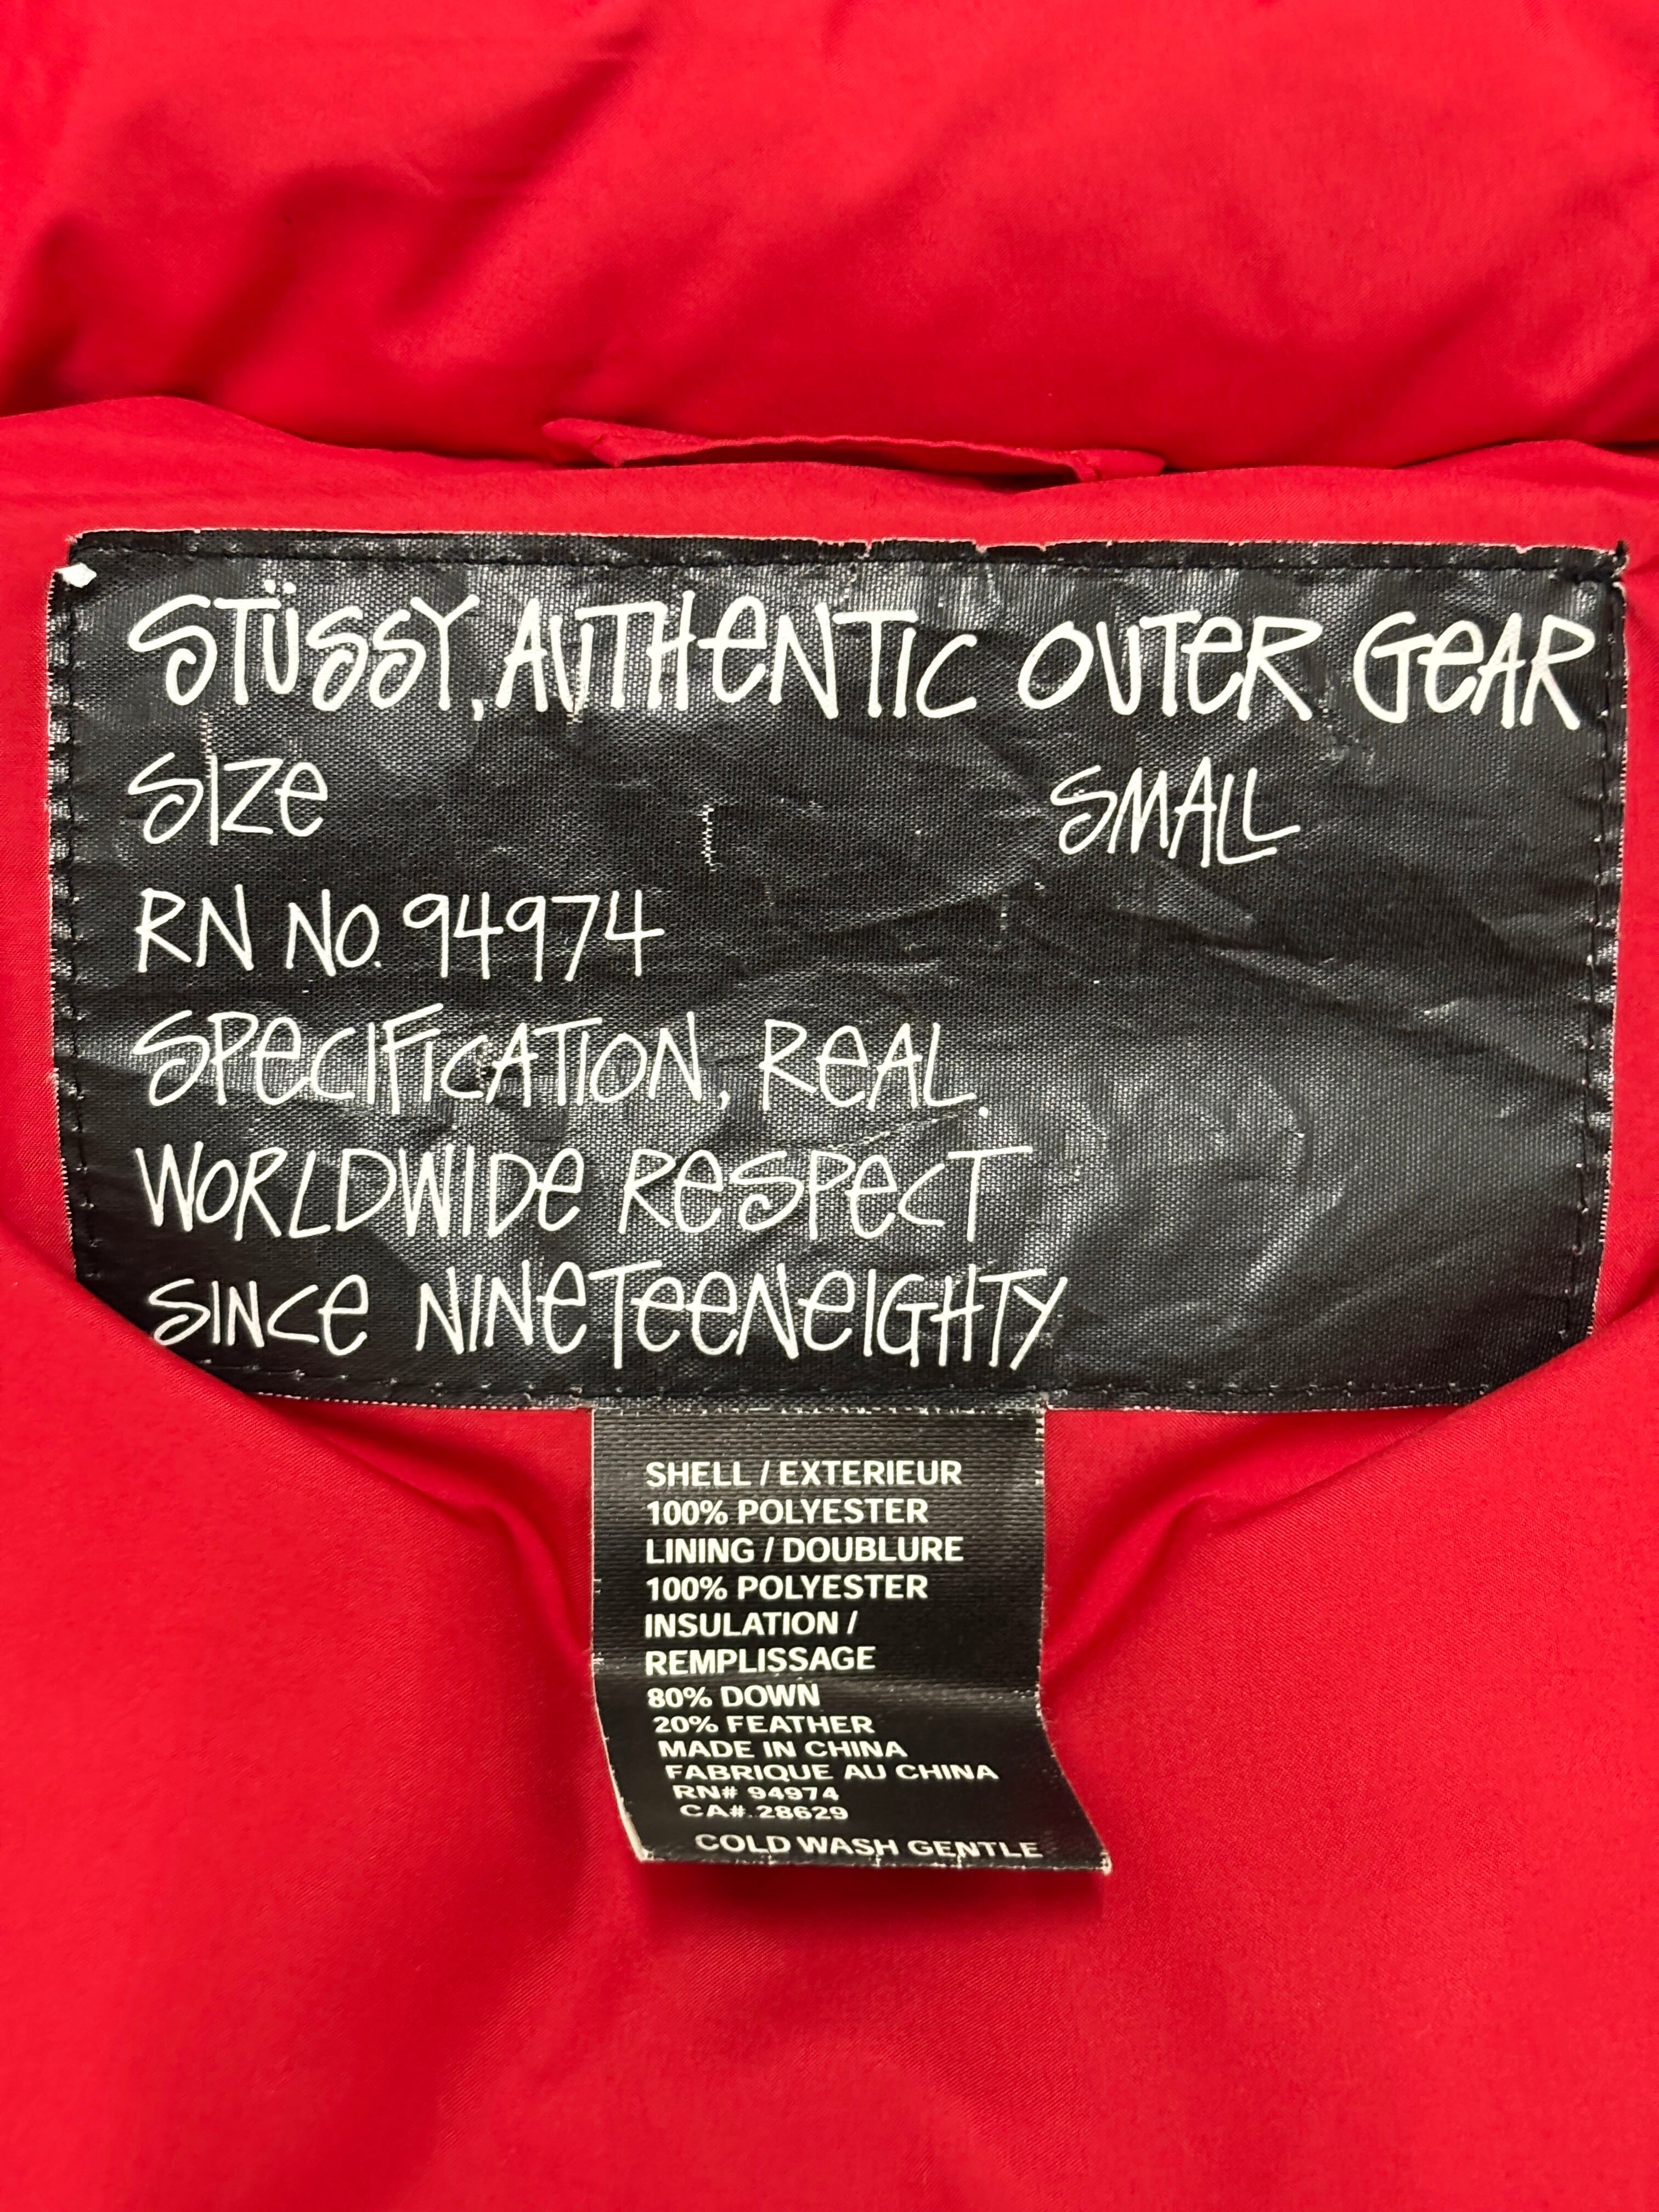 STÜSSY, AUTHENTIC OUTER GEAR
SIZE SMALL
RN NO. 94974
SPECIFICATION, REAL.
WORLDWIDE RESPECT
SINCE NINETEENEIGHTY
SHELL / EXTERIEUR
100% POLYESTER
LINING / DOUBLURE
100% POLYESTER
INSULATION /
REMPLISSAGE
80% DOWN
20% FEATHER
MADE IN CHINA
FABRIQUE AU CHINA
RN# 94974
CA# 28629
COLD WASH GENTLE